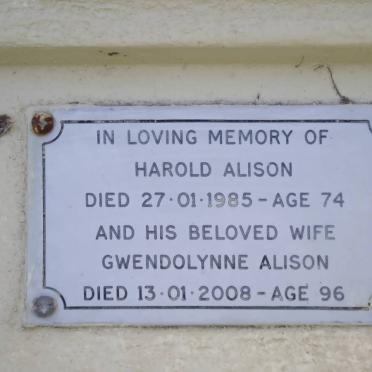 IN LOVING MEMORY OF
HAROLD ALISON
DIED 27·01·1985 - AGE 74
AND HIS BELOVED WIFE
GWENDOLYNNE ALISON
DIED 13·01·2008 - AGE 96